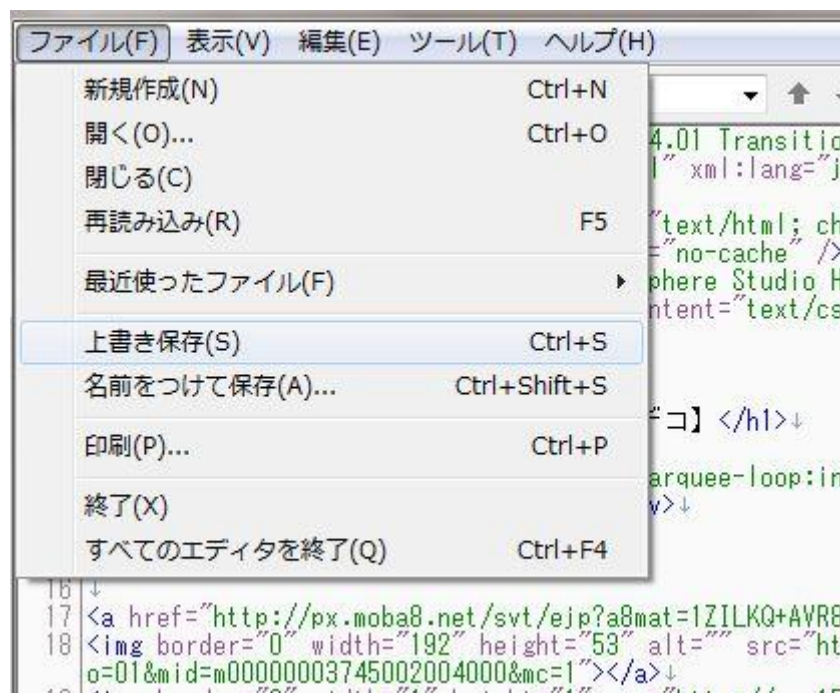 ファイル(F) 表示(V) 編集(E) ツール(T) ヘルプ(H)
新規作成(N) Ctrl+N
開く(O)... Ctrl+O
閉じる(C)
再読み込み(R) F5
最近使ったファイル(F)
上書き保存(S) Ctrl+S
名前をつけて保存(A)... Ctrl+Shift+S
印刷(P)... Ctrl+P
終了(X)
すべてのエディタを終了(Q) Ctrl+F4
4.01 Transitio
" xml:lang="j
"text/html; ch
="no-cache" />
phere Studio H
ntent="text/cs
デコ】</h1>↓
arquee-loop:in
v>↓
16 ↓
17 <a href="http://px.moba8.net/svt/ejp?a8mat=1ZILKQ+AVR8
18 <img border="0" width="192" height="53" alt="" src="ht
o=01&mid=m00000003745002004000&mc=1"></a>↓